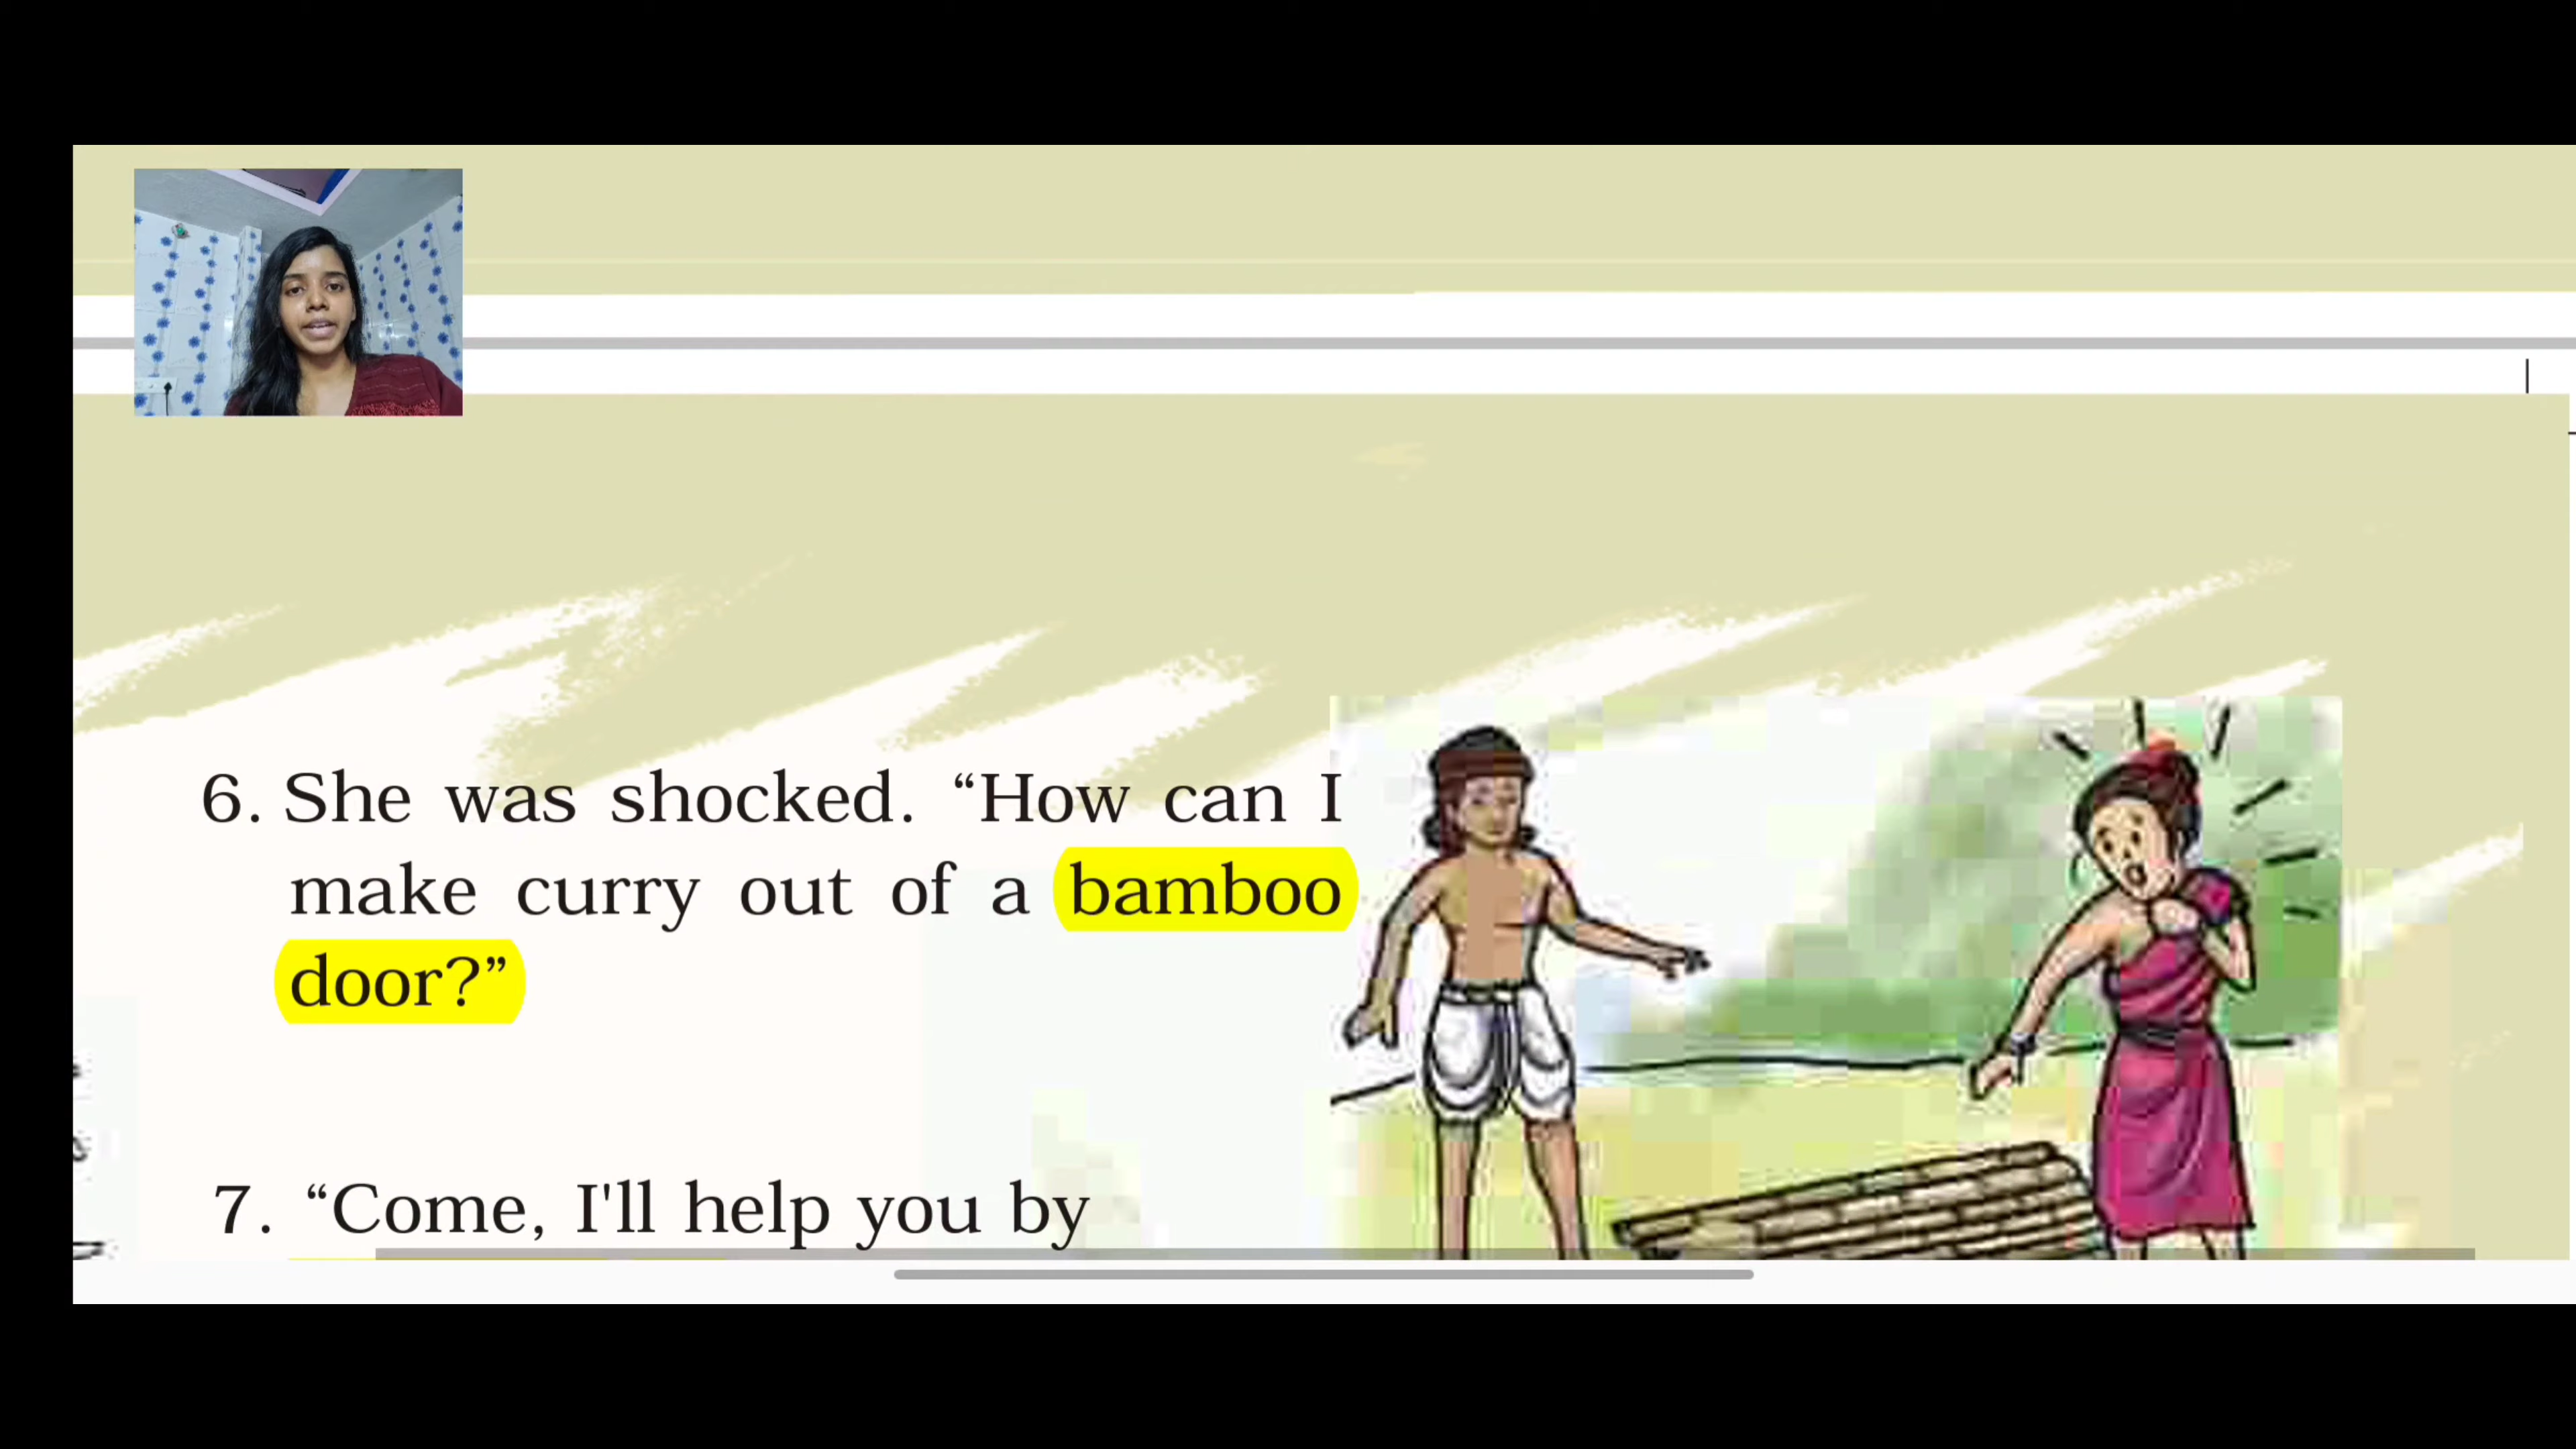 6. She was shocked. “How can I
make curry out of a bamboo
door?”
7. “Come, I'll help you by